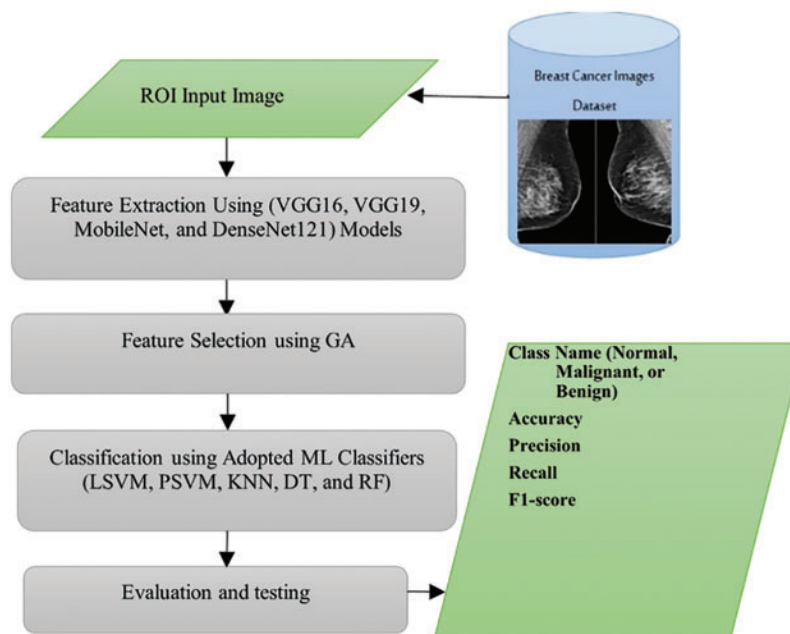 ROI Input Image
Breast Cancer Images
Dataset
Feature Extraction Using (VGG16, VGG19,
MobileNet, and DenseNet121) Models
Feature Selection using GA
Classification using Adopted ML Classifiers
(LSVM, PSVM, KNN, DT, and RF)
Evaluation and testing
Class Name (Normal,
Malignant, or
Benign)
Accuracy
Precision
Recall
F1-score